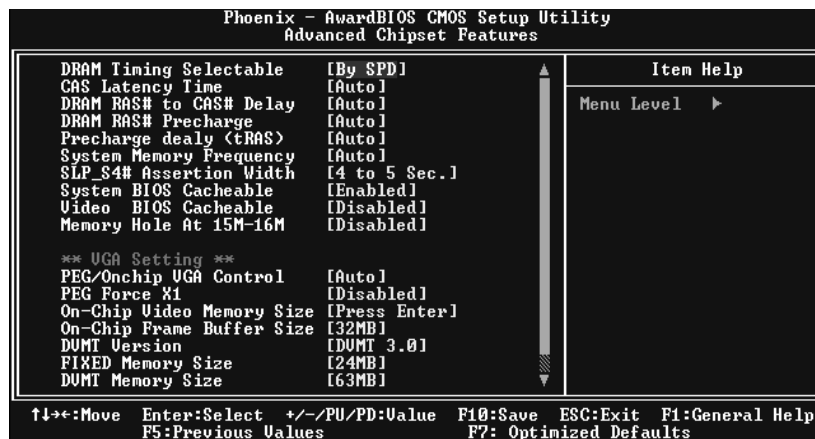 Phoenix - AwardBIOS CMOS Setup Utility
Advanced Chipset Features
DRAM Timing Selectable [By SPD]
CAS Latency Time [Auto]
DRAM RAS# to CAS# Delay [Auto]
DRAM RAS# Precharge [Auto]
Precharge dealy (tRAS) [Auto]
System Memory Frequency [Auto]
SLP_S4# Assertion Width [4 to 5 Sec.]
System BIOS Cacheable [Enabled]
Video BIOS Cacheable [Disabled]
Memory Hole At 15M-16M [Disabled]
** VGA Setting **
PEG/Onchip VGA Control [Auto]
PEG Force X1 [Disabled]
On-Chip Video Memory Size [Press Enter]
On-Chip Frame Buffer Size [32MB]
DVMT Version [DVMT 3.0]
FIXED Memory Size [24MB]
DVMT Memory Size [63MB]
Item Help
Menu Level ▶
↑↓→←:Move Enter:Select +/-/PU/PD:Value F10:Save ESC:Exit F1:General Help
F5:Previous Values F7: Optimized Defaults